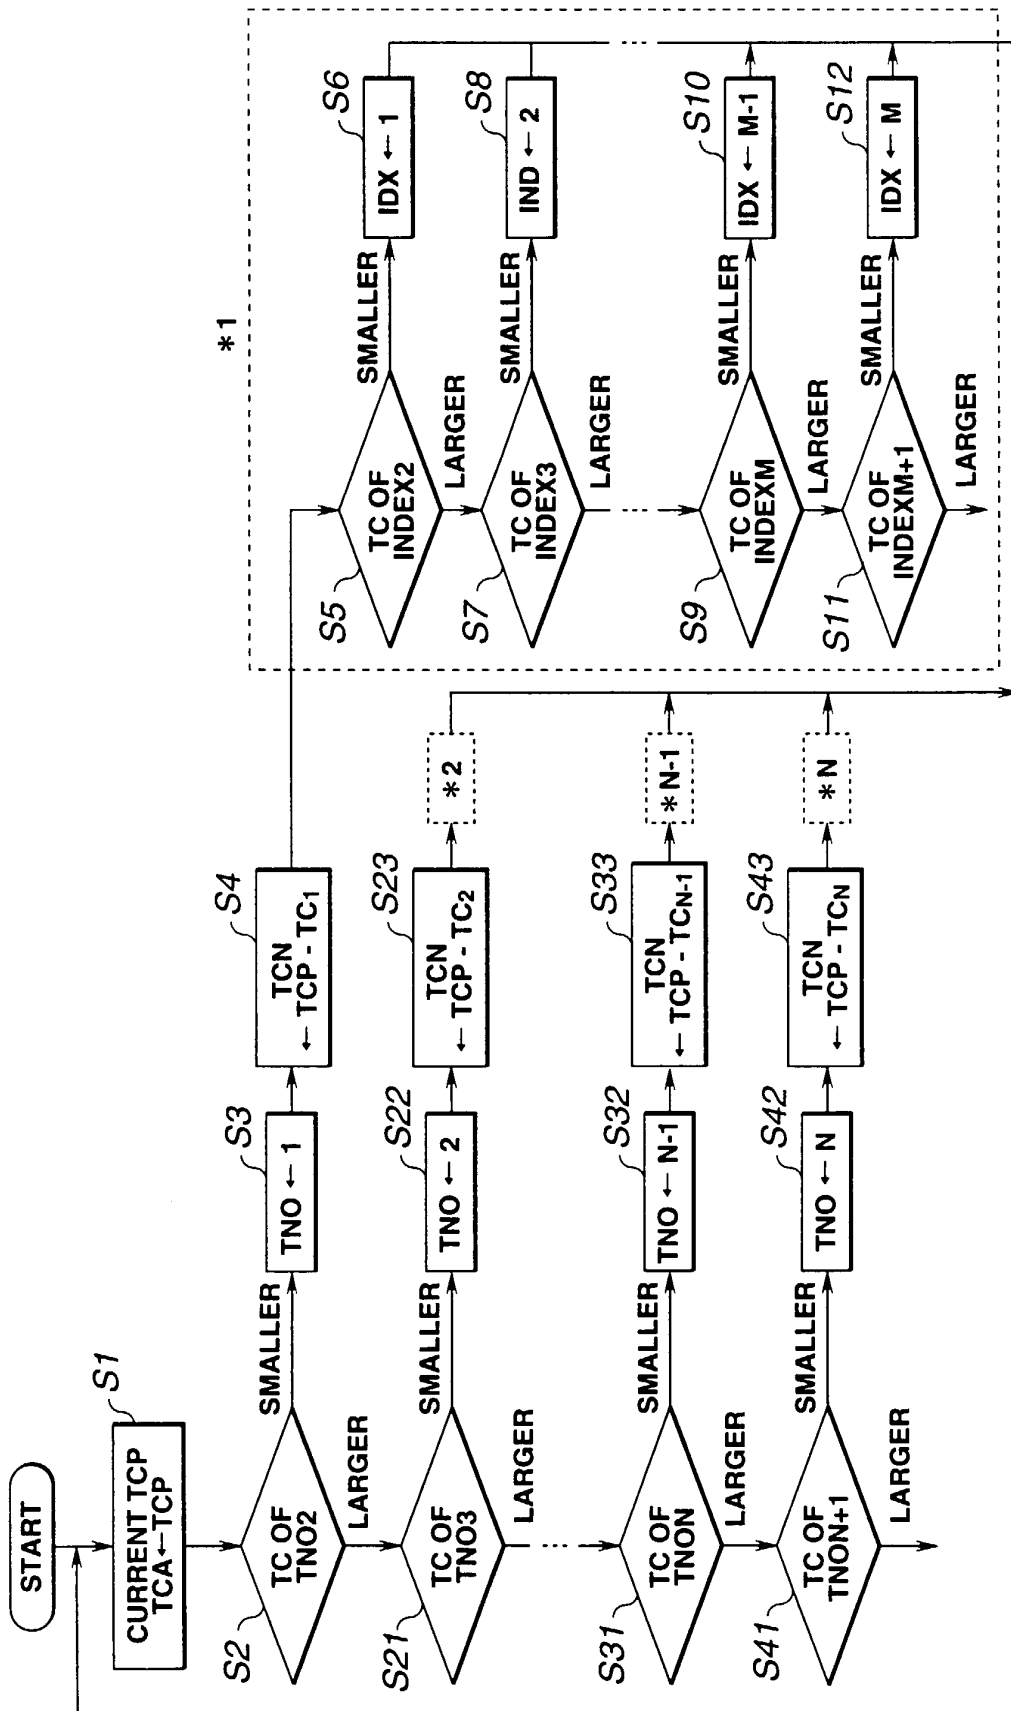 START
CURRENT TCP
TCA←TCP
S1
TC OF
TNO2
S2
SMALLER
LARGER
TNO ← 1
S3
TCN
← TCP - TC1
S4
TC OF
TNO3
S21
SMALLER
LARGER
TNO ← 2
S22
TCN
← TCP - TC2
S23
*2
...
TC OF
TNON
S31
SMALLER
LARGER
TNO ← N-1
S32
TCN
← TCP - TCN-1
S33
*N-1
TC OF
TNON+1
S41
SMALLER
LARGER
TNO ← N
S42
TCN
← TCP - TCN
S43
*N
*1
TC OF
INDEX2
S5
SMALLER
LARGER
IDX ← 1
S6
TC OF
INDEX3
S7
SMALLER
LARGER
IND ← 2
S8
...
...
TC OF
INDEXM
S9
SMALLER
LARGER
IDX ← M-1
S10
TC OF
INDEXM+1
S11
SMALLER
LARGER
IDX ← M
S12